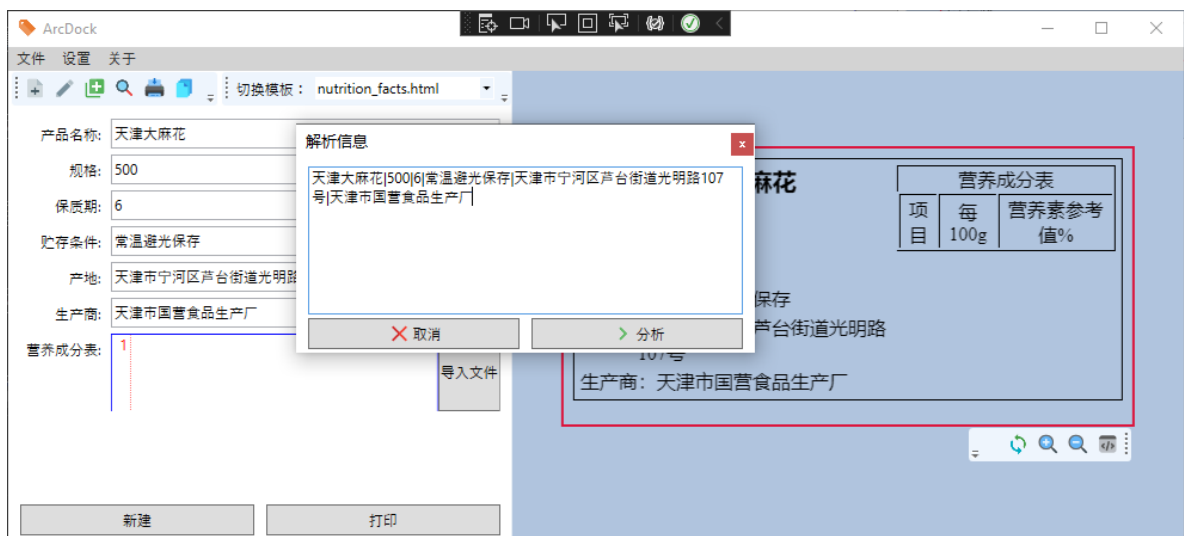 ArcDock
文件 设置 关于
切换模板： nutrition_facts.html
产品名称: 天津大麻花
规格: 500
保质期: 6
贮存条件: 常温避光保存
产地: 天津市宁河区芦台街道光明路
生产商: 天津市国营食品生产厂
营养成分表: 1
导入文件
新建
打印
解析信息
x
天津大麻花|500|6|常温避光保存|天津市宁河区芦台街道光明路107
号|天津市国营食品生产厂
取消
分析
麻花
营养成分表
项目
每100g
营养素参考值%
保存
芦台街道光明路
107号
生产商：天津市国营食品生产厂